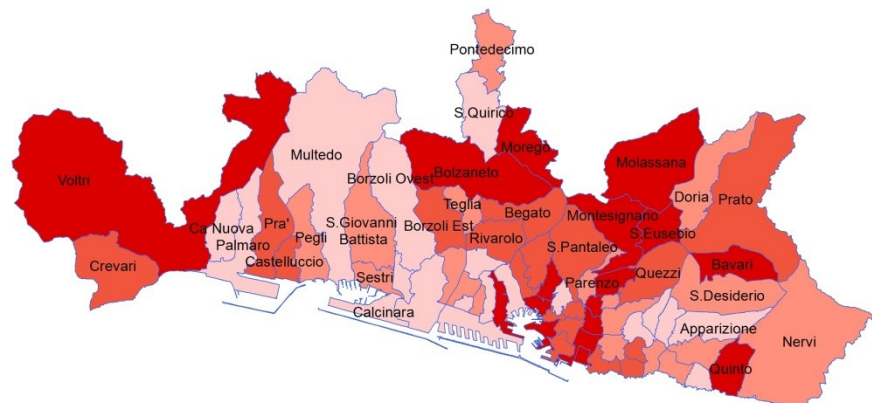 Pontedecimo
S.Quirico
Morego
Molassana
Multedo
Bolzaneto
Voltri
Borzoli Ovest
Doria
Prato
Teglia
Begato
Montesignano
Ca Nuova
Pra'
S.Giovanni
Battista
Borzoli Est
Rivarolo
S.Eusebio
Palmaro
Pegli
S.Pantaleo
Crevari
Castelluccio
Sestri
Parenzo
Quezzi
Bavari
S.Desiderio
Calcinara
Apparizione
Nervi
Quinto